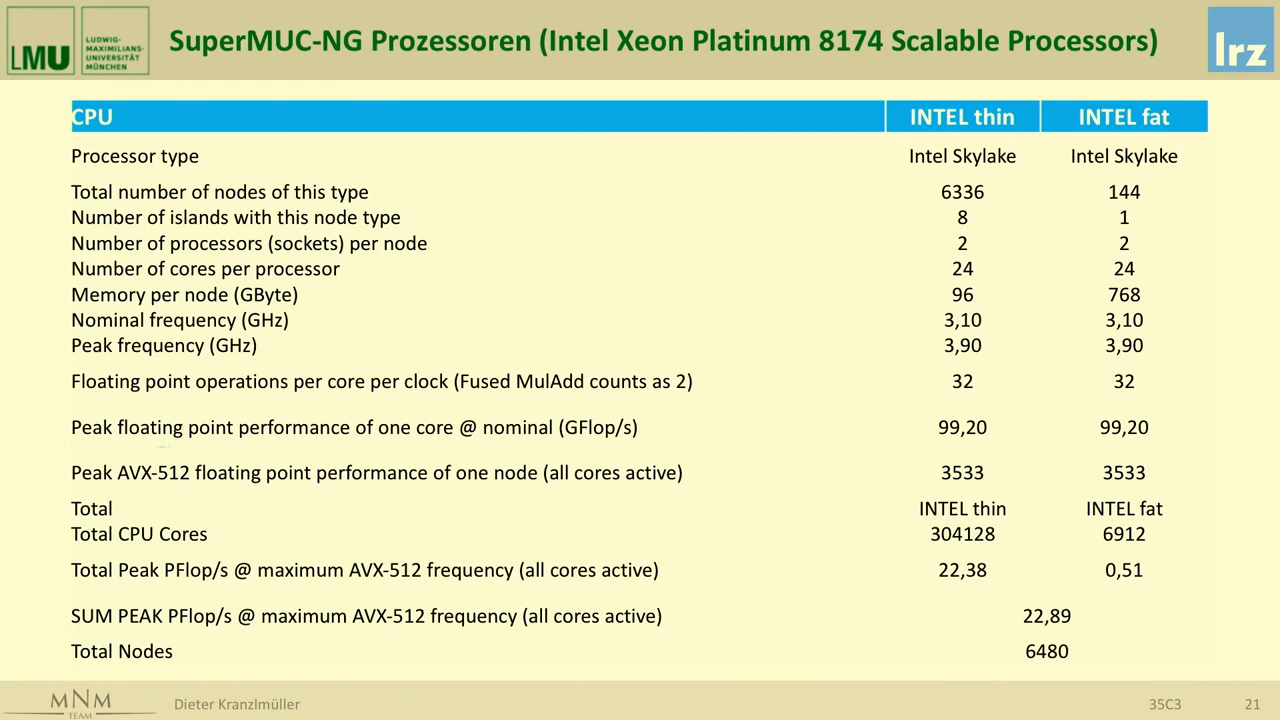 LMU
LUDWIG-
MAXIMILIANS-
UNIVERSITÄT
MÜNCHEN
SuperMUC-NG Prozessoren (Intel Xeon Platinum 8174 Scalable Processors)
lrz
CPU INTEL thin INTEL fat
Processor type Intel Skylake Intel Skylake
Total number of nodes of this type 6336 144
Number of islands with this node type 8 1
Number of processors (sockets) per node 2 2
Number of cores per processor 24 24
Memory per node (GByte) 96 768
Nominal frequency (GHz) 3,10 3,10
Peak frequency (GHz) 3,90 3,90
Floating point operations per core per clock (Fused MulAdd counts as 2) 32 32
Peak floating point performance of one core @ nominal (GFlop/s) 99,20 99,20
Peak AVX-512 floating point performance of one node (all cores active) 3533 3533
Total INTEL thin INTEL fat
Total CPU Cores 304128 6912
Total Peak PFlop/s @ maximum AVX-512 frequency (all cores active) 22,38 0,51
SUM PEAK PFlop/s @ maximum AVX-512 frequency (all cores active) 22,89
Total Nodes 6480
MNM
TEAM
Dieter Kranzlmüller 35C3 21